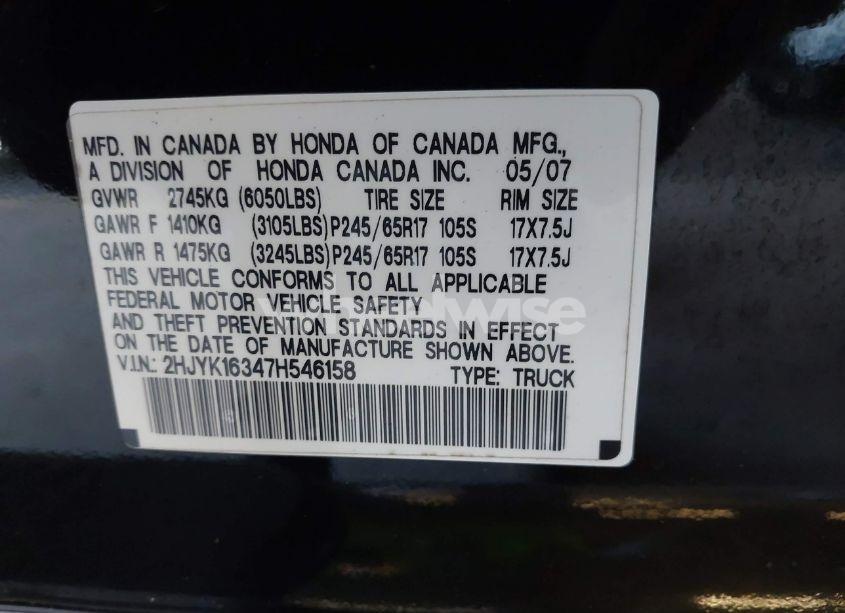 MFD. IN CANADA BY HONDA OF CANADA MFG.,
A DIVISION OF HONDA CANADA INC. 05/07
GVWR 2745KG (6050LBS) TIRE SIZE RIM SIZE
GAWR F 1410KG (3105LBS) P245/65R17 105S 17X7.5J
GAWR R 1475KG (3245LBS) P245/65R17 105S 17X7.5J
THIS VEHICLE CONFORMS TO ALL APPLICABLE
FEDERAL MOTOR VEHICLE SAFETY
AND THEFT PREVENTION STANDARDS IN EFFECT
ON THE DATE OF MANUFACTURE SHOWN ABOVE.
V.I.N.: 2HJYK16347H546158 TYPE: TRUCK